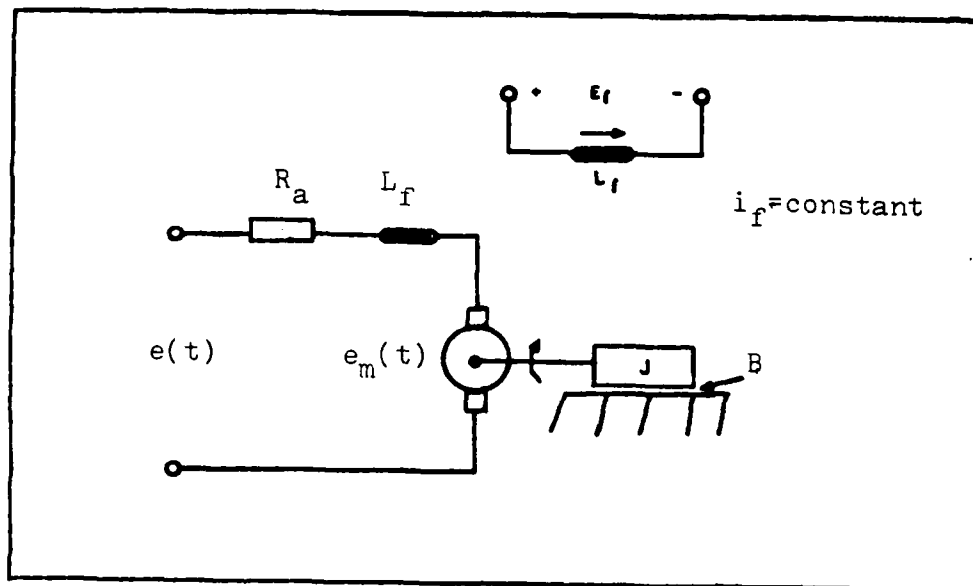 + E_f -
L_f
R_a L_f
i_f=constant
e(t) e_m(t) J B